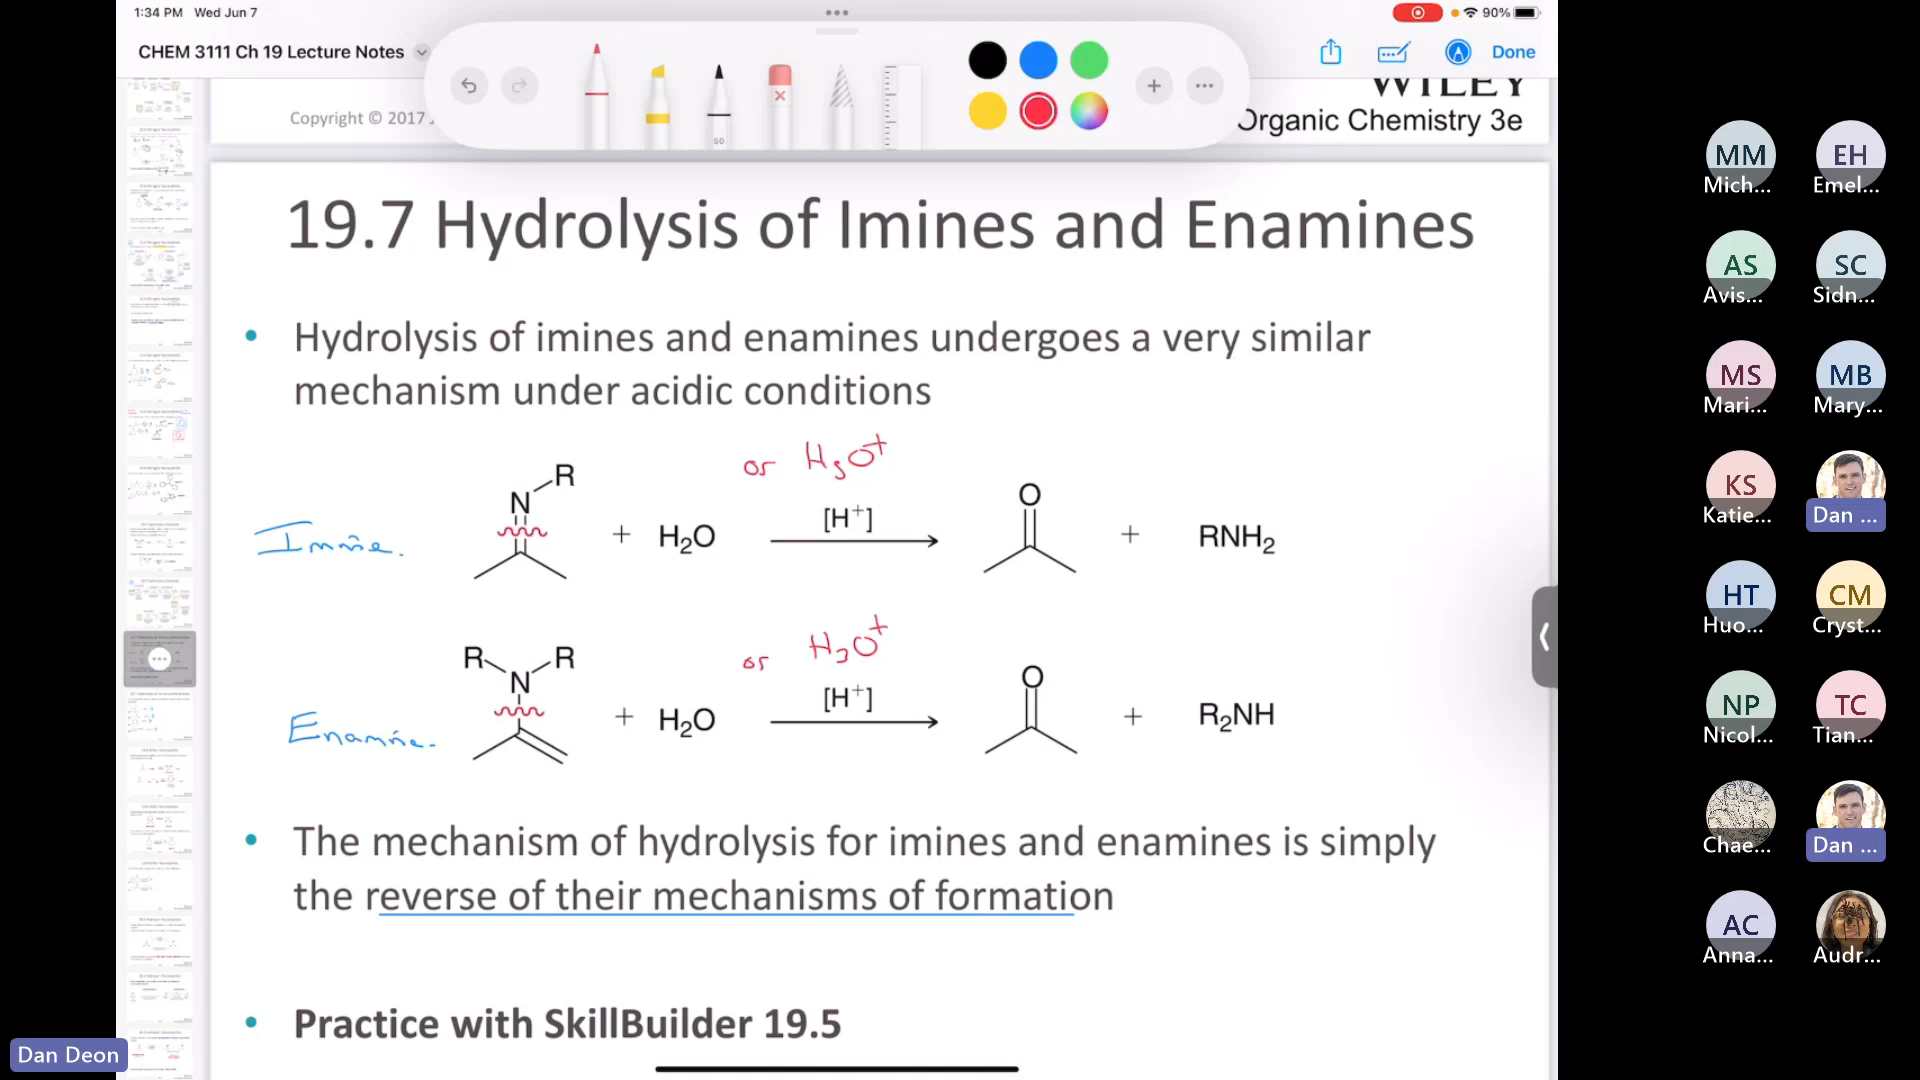 1:34 PM Wed Jun 7
90%
CHEM 3111 Ch 19 Lecture Notes
Done
50
Copyright © 2017
WILEY
Organic Chemistry 3e
19.7 Hydrolysis of Imines and Enamines
• Hydrolysis of imines and enamines undergoes a very similar
mechanism under acidic conditions
or H₃O⁺
R
N
[H⁺]
O
Imine.
+ H₂O
+ RNH₂
or H₃O⁺
R R
N
[H⁺]
O
Enamine.
+ H₂O
+ R₂NH
• The mechanism of hydrolysis for imines and enamines is simply
the reverse of their mechanisms of formation
• Practice with SkillBuilder 19.5
Dan Deon
MM
EH
Mich...
Emel...
AS
SC
Avis...
Sidn...
MS
MB
Mari...
Mary...
KS
Katie...
Dan ...
HT
CM
Huo...
Cryst...
NP
TC
Nicol...
Tian...
Chae...
Dan ...
AC
Anna...
Audr...